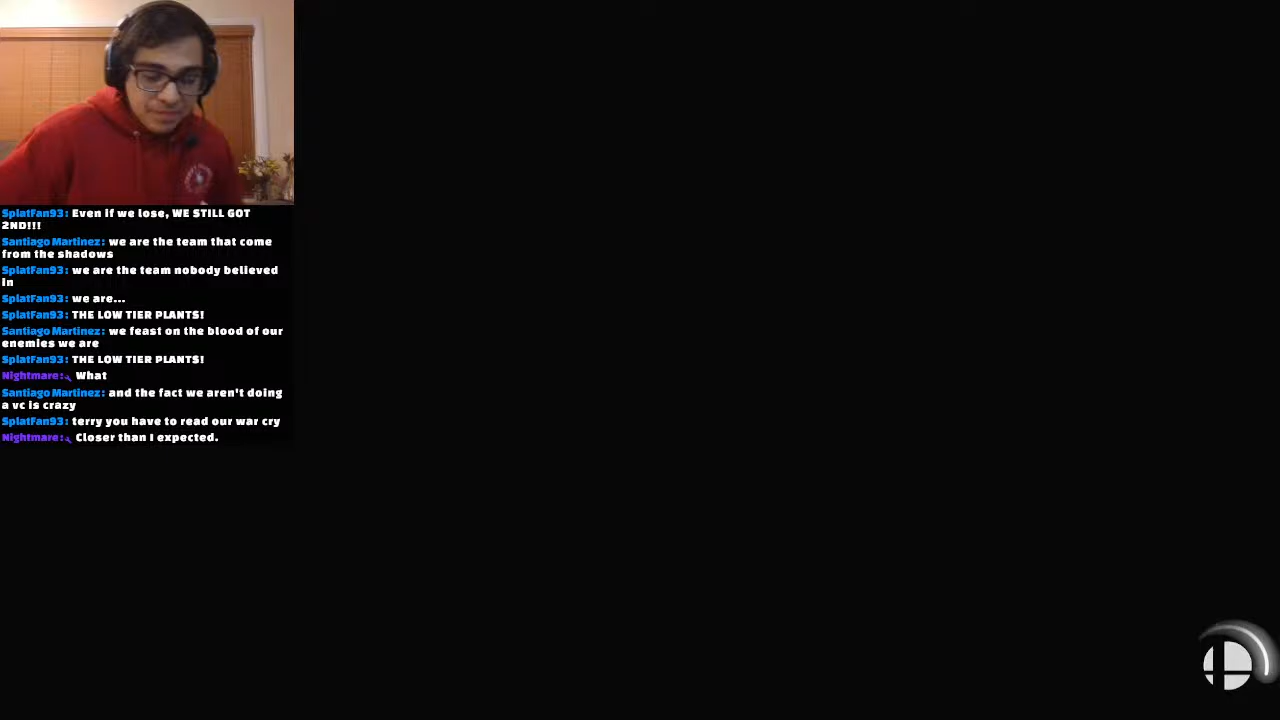 SplatFan93: Even if we lose, WE STILL GOT
2ND!!!
Santiago Martinez: we are the team that come
from the shadows
SplatFan93: we are the team nobody believed
in
SplatFan93: we are...
SplatFan93: THE LOW TIER PLANTS!
Santiago Martinez: we feast on the blood of our
enemies we are
SplatFan93: THE LOW TIER PLANTS!
Nightmare: What
Santiago Martinez: and the fact we aren't doing
a vc is crazy
SplatFan93: terry you have to read our war cry
Nightmare: Closer than I expected.